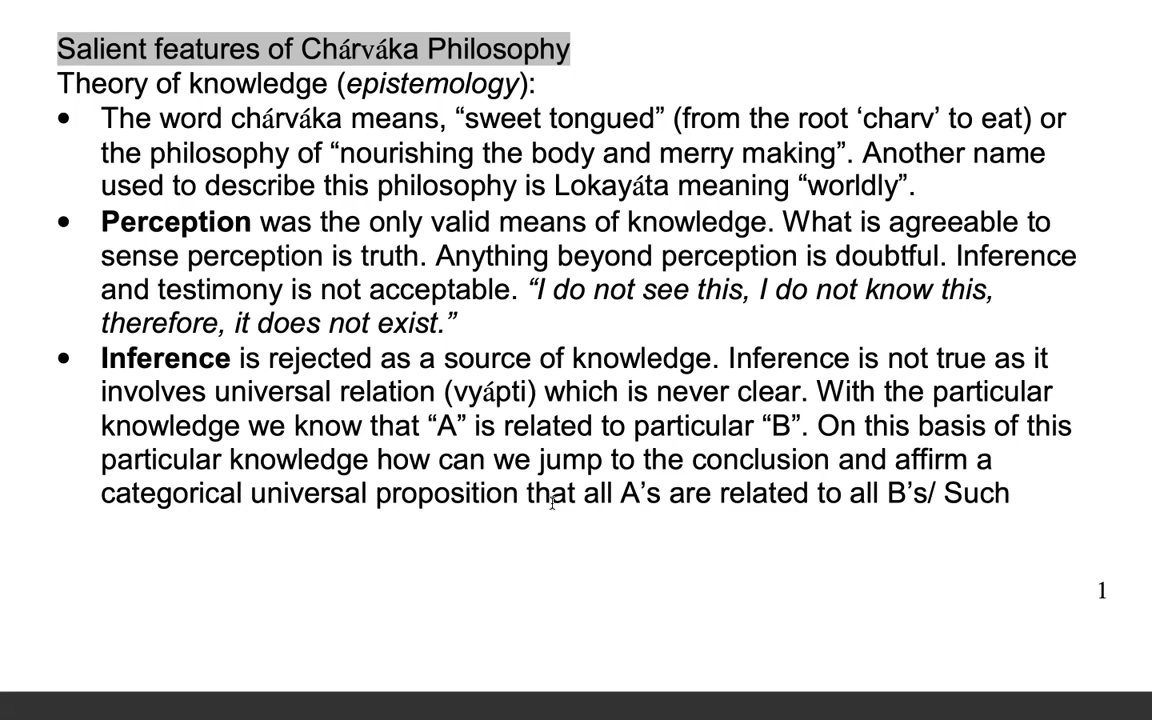 Salient features of Chárváka Philosophy
Theory of knowledge (epistemology):
• The word chárváka means, “sweet tongued” (from the root ‘charv’ to eat) or
the philosophy of “nourishing the body and merry making”. Another name
used to describe this philosophy is Lokayáta meaning “worldly”.
• Perception was the only valid means of knowledge. What is agreeable to
sense perception is truth. Anything beyond perception is doubtful. Inference
and testimony is not acceptable. “I do not see this, I do not know this,
therefore, it does not exist.”
• Inference is rejected as a source of knowledge. Inference is not true as it
involves universal relation (vyápti) which is never clear. With the particular
knowledge we know that “A” is related to particular “B”. On this basis of this
particular knowledge how can we jump to the conclusion and affirm a
categorical universal proposition that all A’s are related to all B’s/ Such
1